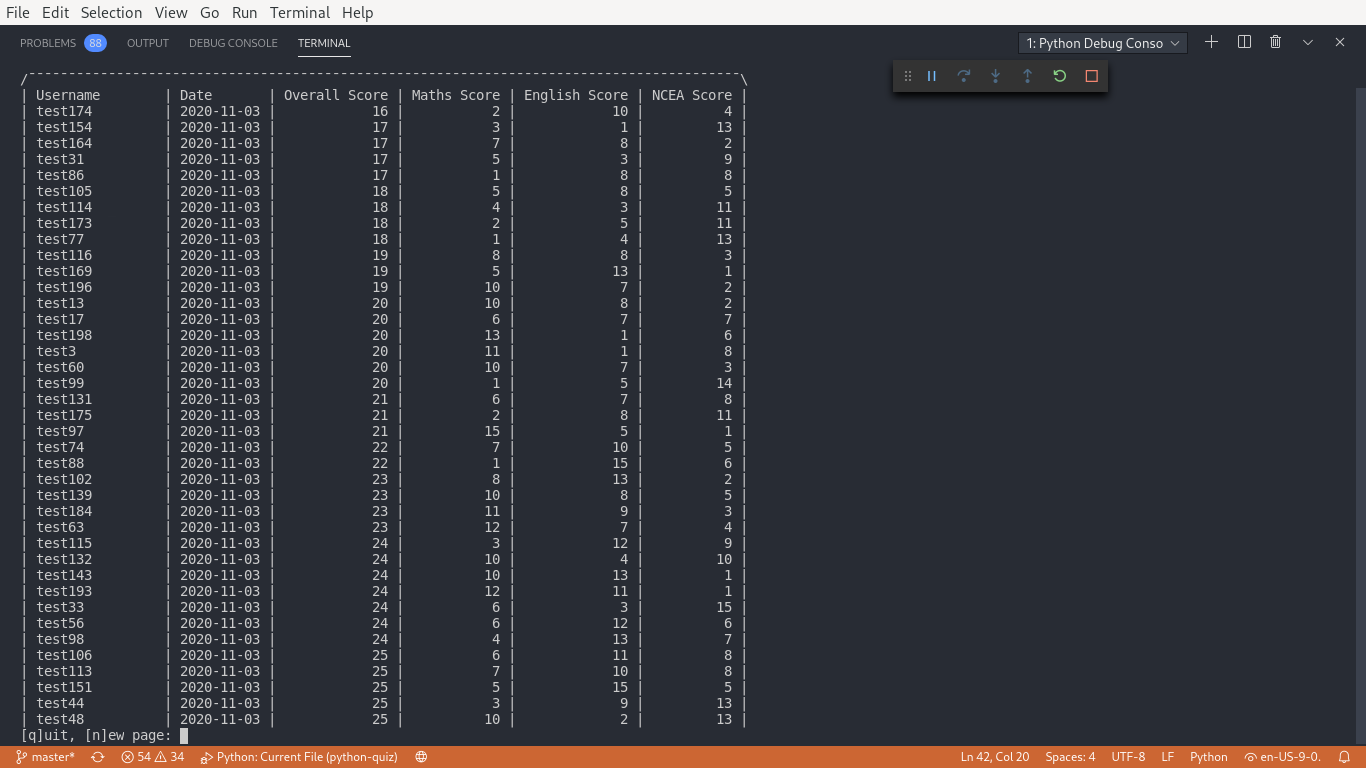 File Edit Selection View Go Run Terminal Help
PROBLEMS 88 OUTPUT DEBUG CONSOLE TERMINAL 1: Python Debug Conso
/-----------------------------------------------------------------------------------------\
| Username        | Date       | Overall Score | Maths Score | English Score | NCEA Score |
| test174         | 2020-11-03 |            16 |           2 |            10 |          4 |
| test154         | 2020-11-03 |            17 |           3 |             1 |         13 |
| test164         | 2020-11-03 |            17 |           7 |             8 |          2 |
| test31          | 2020-11-03 |            17 |           5 |             3 |          9 |
| test86          | 2020-11-03 |            17 |           1 |             8 |          8 |
| test105         | 2020-11-03 |            18 |           5 |             8 |          5 |
| test114         | 2020-11-03 |            18 |           4 |             3 |         11 |
| test173         | 2020-11-03 |            18 |           2 |             5 |         11 |
| test77          | 2020-11-03 |            18 |           1 |             4 |         13 |
| test116         | 2020-11-03 |            19 |           8 |             8 |          3 |
| test169         | 2020-11-03 |            19 |           5 |            13 |          1 |
| test196         | 2020-11-03 |            19 |          10 |             7 |          2 |
| test13          | 2020-11-03 |            20 |          10 |             8 |          2 |
| test17          | 2020-11-03 |            20 |           6 |             7 |          7 |
| test198         | 2020-11-03 |            20 |          13 |             1 |          6 |
| test3           | 2020-11-03 |            20 |          11 |             1 |          8 |
| test60          | 2020-11-03 |            20 |          10 |             7 |          3 |
| test99          | 2020-11-03 |            20 |           1 |             5 |         14 |
| test131         | 2020-11-03 |            21 |           6 |             7 |          8 |
| test175         | 2020-11-03 |            21 |           2 |             8 |         11 |
| test97          | 2020-11-03 |            21 |          15 |             5 |          1 |
| test74          | 2020-11-03 |            22 |           7 |            10 |          5 |
| test88          | 2020-11-03 |            22 |           1 |            15 |          6 |
| test102         | 2020-11-03 |            23 |           8 |            13 |          2 |
| test139         | 2020-11-03 |            23 |          10 |             8 |          5 |
| test184         | 2020-11-03 |            23 |          11 |             9 |          3 |
| test63          | 2020-11-03 |            23 |          12 |             7 |          4 |
| test115         | 2020-11-03 |            24 |           3 |            12 |          9 |
| test132         | 2020-11-03 |            24 |          10 |             4 |         10 |
| test143         | 2020-11-03 |            24 |          10 |            13 |          1 |
| test193         | 2020-11-03 |            24 |          12 |            11 |          1 |
| test33          | 2020-11-03 |            24 |           6 |             3 |         15 |
| test56          | 2020-11-03 |            24 |           6 |            12 |          6 |
| test98          | 2020-11-03 |            24 |           4 |            13 |          7 |
| test106         | 2020-11-03 |            25 |           6 |            11 |          8 |
| test113         | 2020-11-03 |            25 |           7 |            10 |          8 |
| test151         | 2020-11-03 |            25 |           5 |            15 |          5 |
| test44          | 2020-11-03 |            25 |           3 |             9 |         13 |
| test48          | 2020-11-03 |            25 |          10 |             2 |         13 |
[q]uit, [n]ew page:
master* 54 34 Python: Current File (python-quiz) Ln 42, Col 20 Spaces: 4 UTF-8 LF Python en-US-9-0.